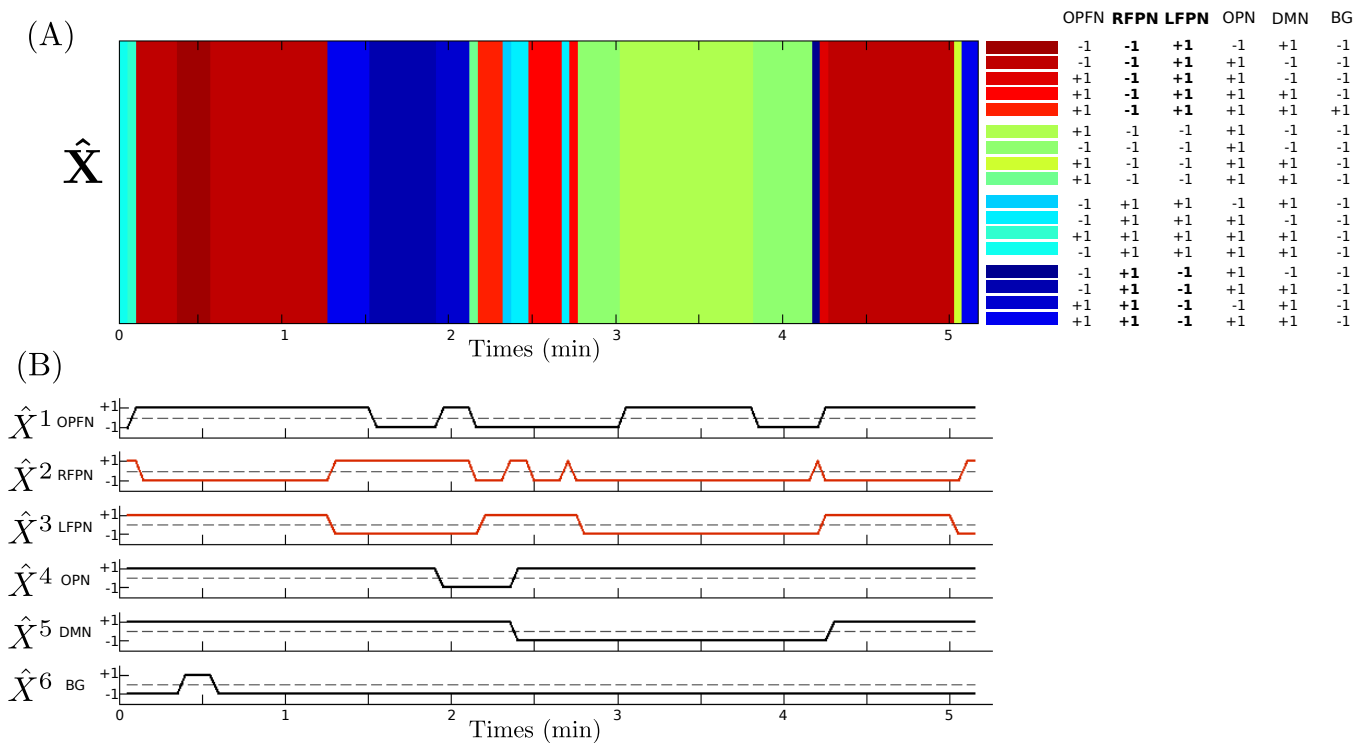 (A)
OPFN RFPN LFPN OPN DMN BG
-1 -1 +1 -1 +1 -1
-1 -1 +1 +1 -1 -1
+1 -1 +1 +1 -1 -1
+1 -1 +1 +1 +1 -1
+1 -1 +1 +1 +1 +1
+1 -1 -1 +1 -1 -1
-1 -1 -1 +1 -1 -1
+1 -1 -1 +1 +1 -1
+1 -1 -1 +1 +1 -1
-1 +1 +1 -1 +1 -1
-1 +1 +1 +1 -1 -1
+1 +1 +1 +1 +1 -1
-1 +1 +1 +1 +1 -1
-1 +1 -1 +1 -1 -1
-1 +1 -1 +1 +1 -1
+1 +1 -1 -1 +1 -1
+1 +1 -1 +1 +1 -1
X̂
0 1 2 3 4 5
Times (min)
(B)
X̂1 OPFN +1 -1
X̂2 RFPN +1 -1
X̂3 LFPN +1 -1
X̂4 OPN +1 -1
X̂5 DMN +1 -1
X̂6 BG +1 -1
0 1 2 3 4 5
Times (min)